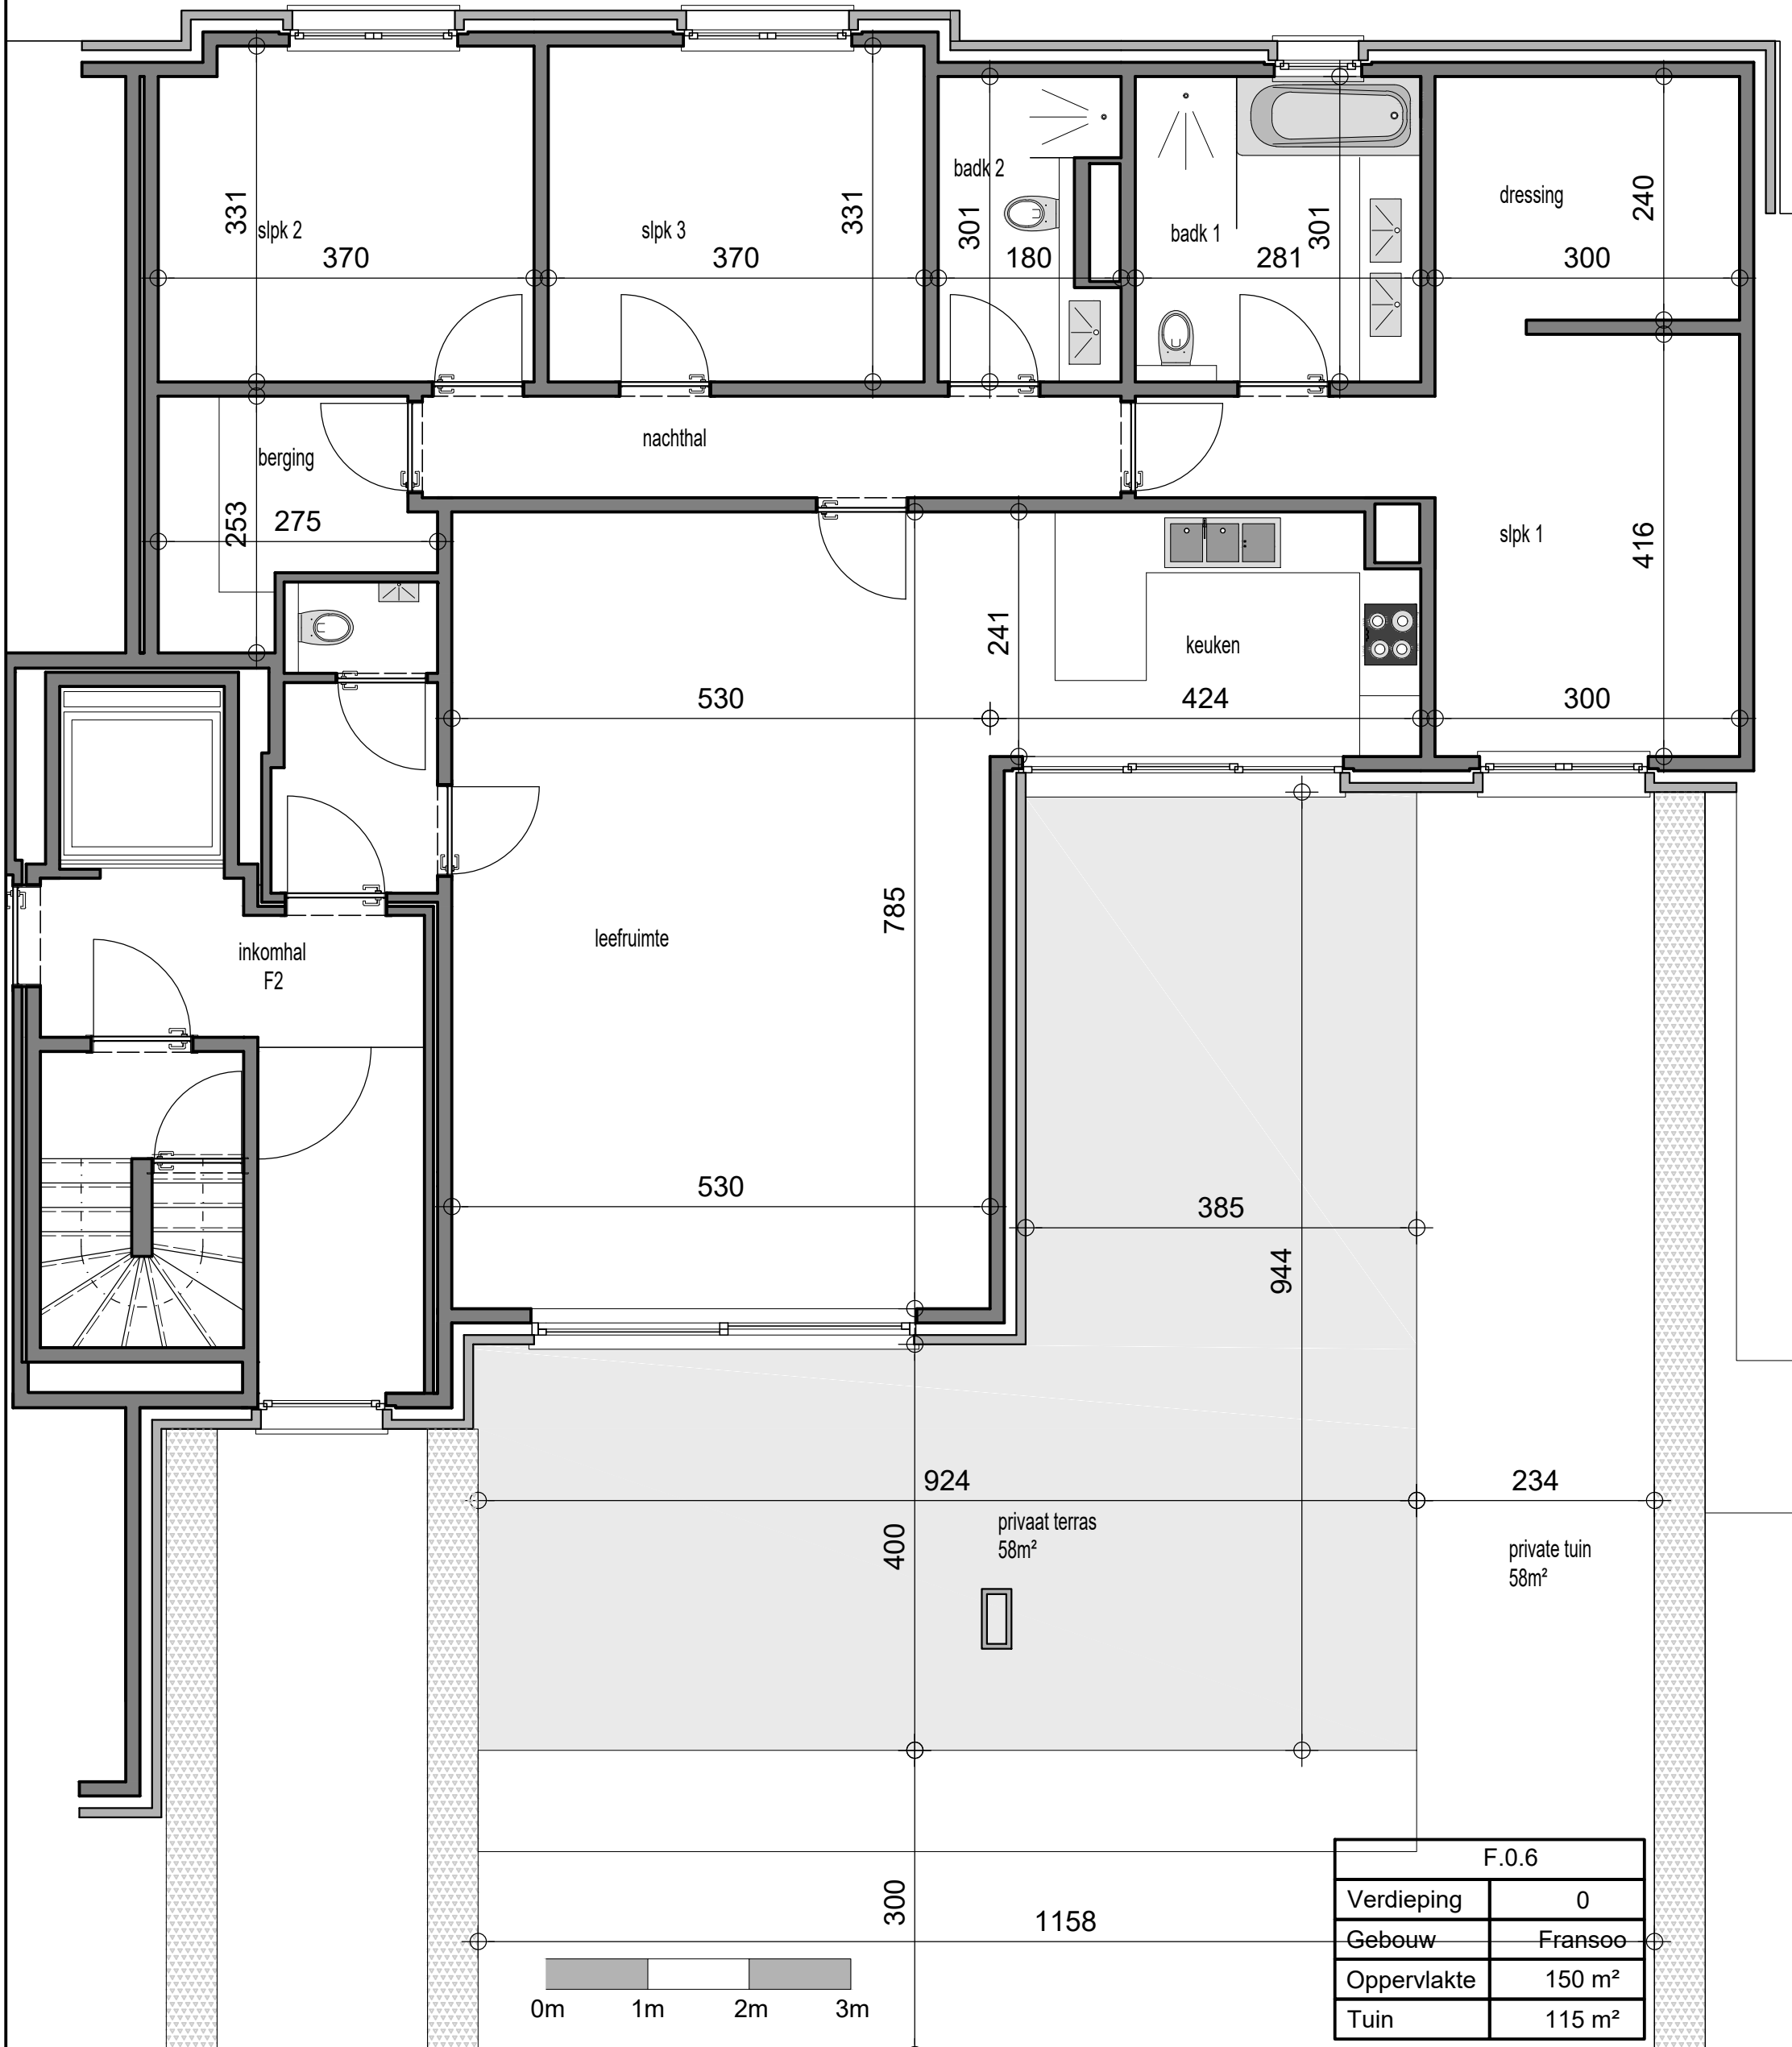 331
slpk 2
370
slpk 3
331
370
badk 2
301
180
badk 1
301
281
dressing
240
300
berging
253
275
nachthal
slpk 1
416
241
keuken
530
424
300
785
leefruimte
inkomhal
F2
530
385
944
924
234
400
privaat terras
58m²
private tuin
58m²
300
1158
0m 1m 2m 3m
F.0.6
Verdieping 0
Gebouw Fransoo
Oppervlakte 150 m²
Tuin 115 m²